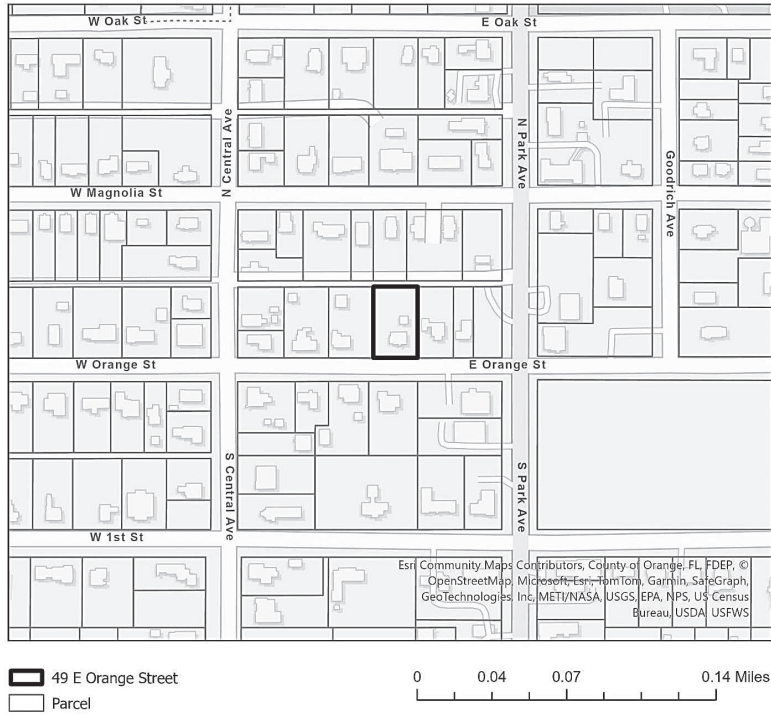 W Oak St
E Oak St
N Central Ave
N Park Ave
Goodrich Ave
W Magnolia St
W Orange St
E Orange St
S Central Ave
S Park Ave
W 1st St
Esri Community Maps Contributors, County of Orange, FL, FDEP, ©
OpenStreetMap, Microsoft, Esri, TomTom, Garmin, SafeGraph,
GeoTechnologies, Inc, METI/NASA, USGS, EPA, NPS, US Census
Bureau, USDA, USFWS
49 E Orange Street
Parcel
0 0.04 0.07 0.14 Miles